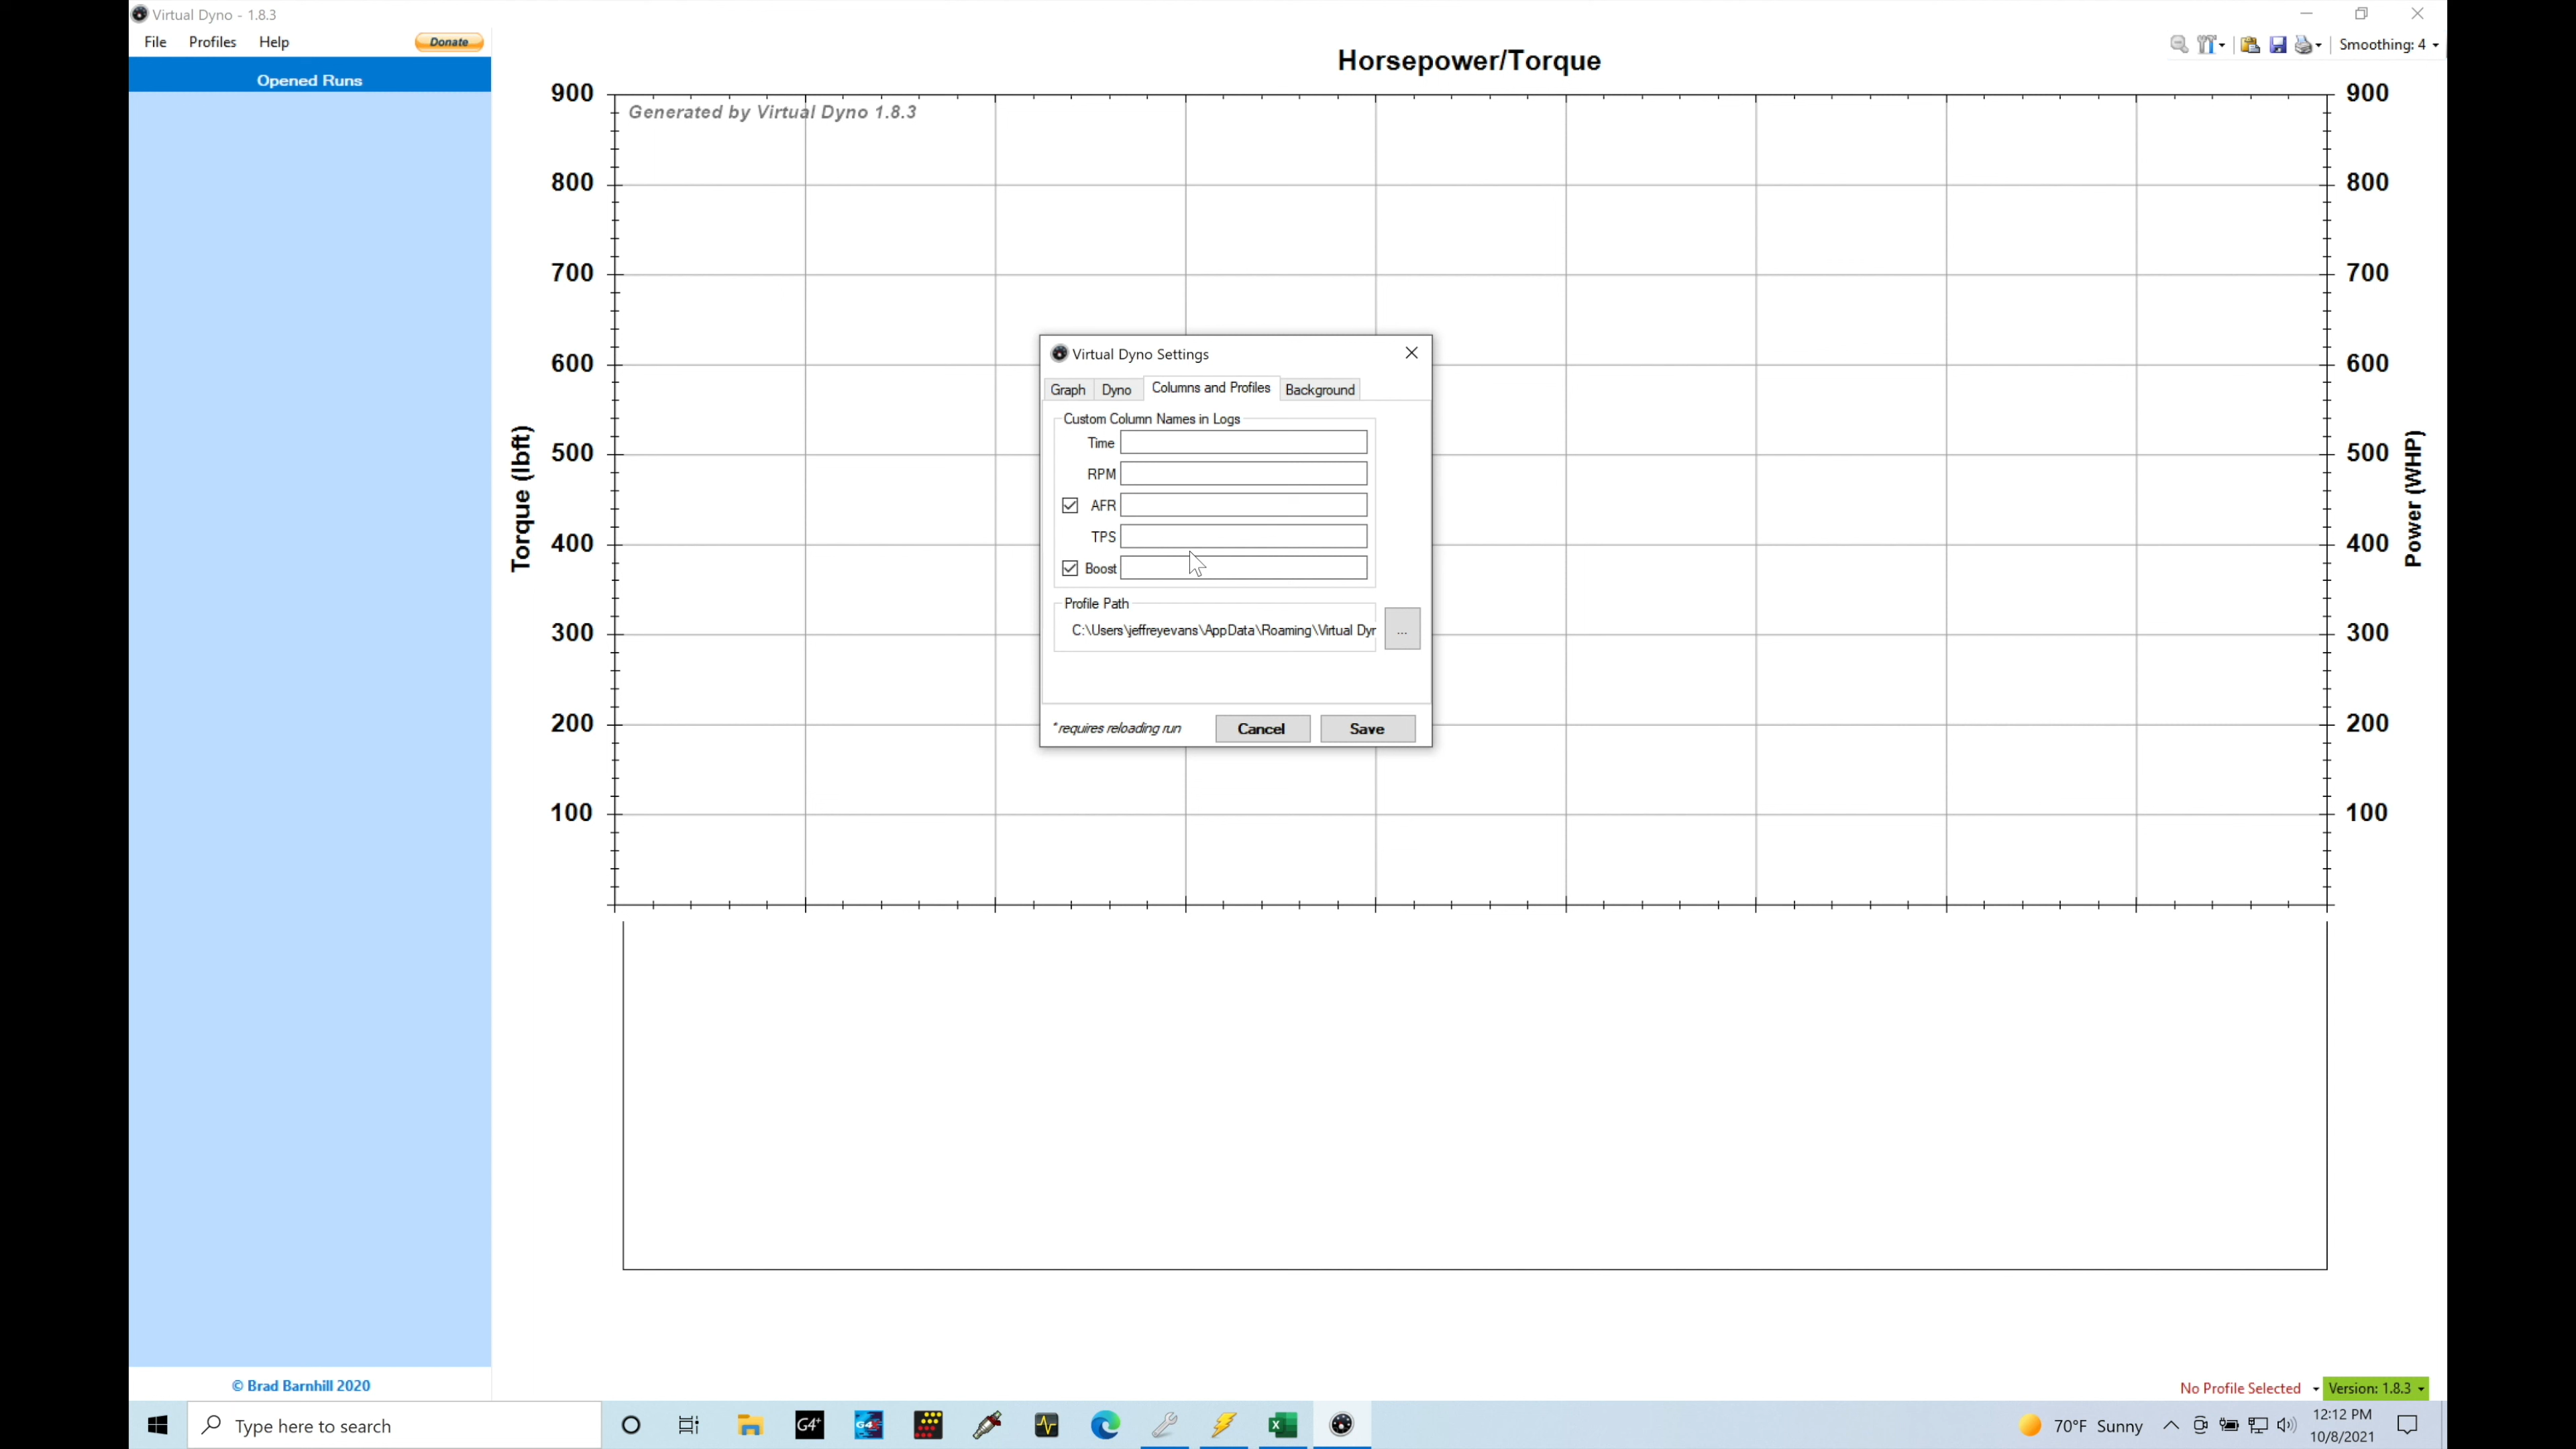 Virtual Dyno - 1.8.3
File Profiles Help Donate
Smoothing: 4
Opened Runs
Horsepower/Torque
Generated by Virtual Dyno 1.8.3
900 900
800 800
700 700
600 600
500 500
400 400
300 300
200 200
100 100
Torque (lbft)
Power (WHP)
Virtual Dyno Settings
Graph Dyno Columns and Profiles Background
Custom Column Names in Logs
Time
RPM
AFR
TPS
Boost
Profile Path
C:\Users\jeffreyevans\AppData\Roaming\Virtual Dyr
...
*requires reloading run Cancel Save
© Brad Barnhill 2020
No Profile Selected Version: 1.8.3
Type here to search
G4+
G4
70°F Sunny
12:12 PM
10/8/2021